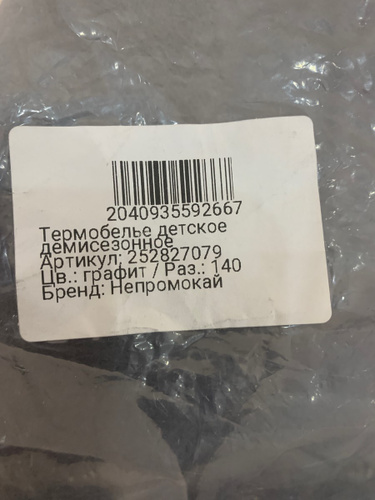 2040935592667
Термобелье детское
демисезонное
Артикул: 252827079
Цв.: графит / Раз.: 140
Бренд: Непромокай